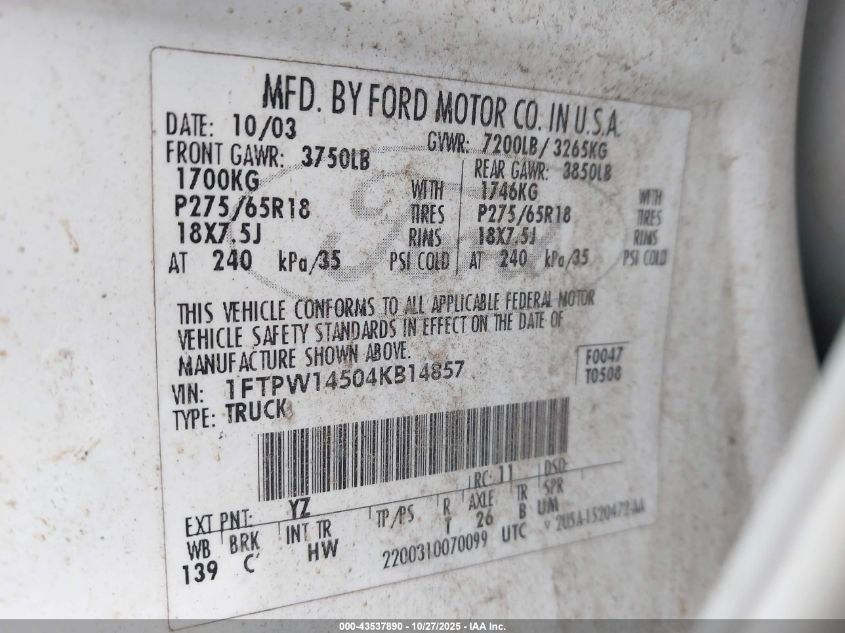 MFD. BY FORD MOTOR CO. IN U.S.A.
DATE: 10/03 GVWR: 7200LB/ 3265KG
FRONT GAWR: 3750LB REAR GAWR: 3850LB
1700KG WITH 1746KG WITH
P275/65R18 TIRES P275/65R18 TIRES
18X7.5J RIMS 18X7.5J RIMS
AT 240 kPa/35 PSI COLD AT 240 kPa/35 PSI COLD
THIS VEHICLE CONFORMS TO ALL APPLICABLE FEDERAL MOTOR
VEHICLE SAFETY STANDARDS IN EFFECT ON THE DATE OF
MANUFACTURE SHOWN ABOVE.
F0047
VIN: 1FTPW14504KB14857
T0508
TYPE: TRUCK
EXT PNT: YZ RC: 11 DSO:
WB BRK INT TR TP/PS R AXLE TR SPR
139 C HW T 26 B UM
2200310070099 UTC
000-43537890 - 10/27/2025 - IAA Inc.